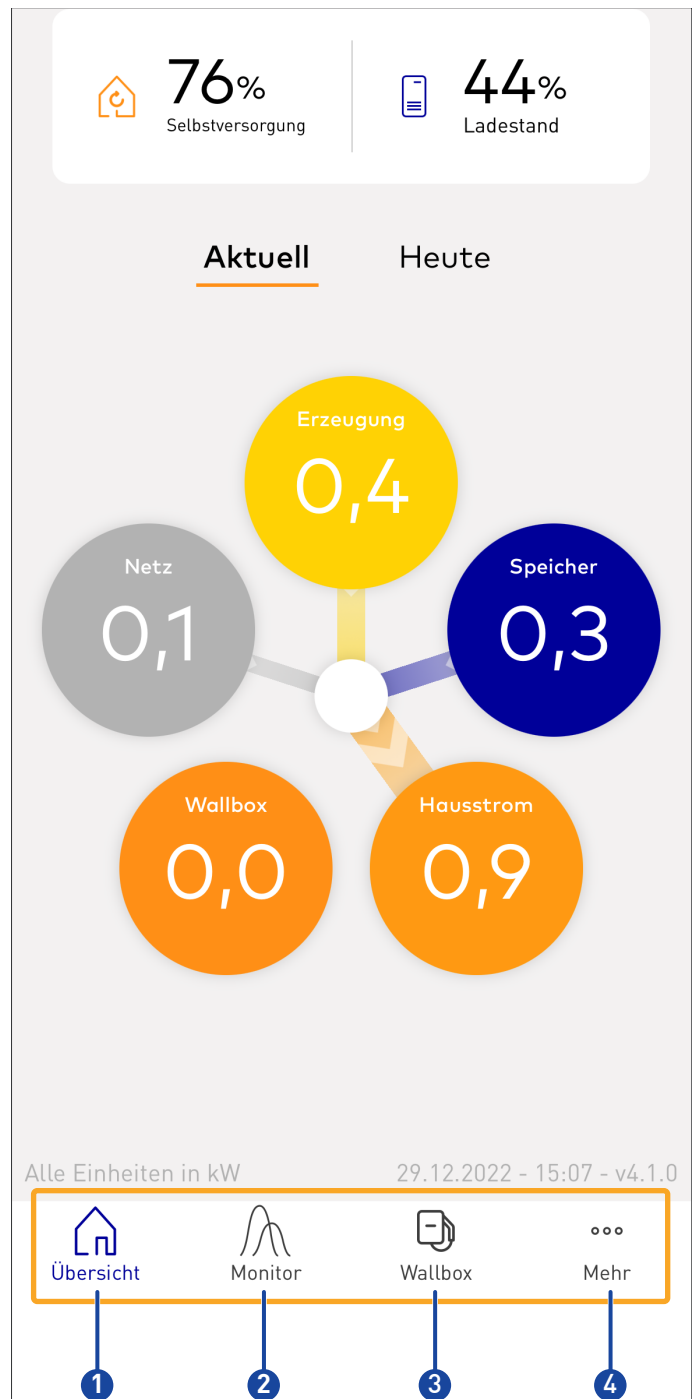 76% 44%
Selbstversorgung Ladestand
Aktuell Heute
Erzeugung
0,4
Netz Speicher
0,1 0,3
Wallbox Hausstrom
0,0 0,9
Alle Einheiten in kW 29.12.2022 - 15:07 - v4.1.0
Übersicht Monitor Wallbox Mehr
1 2 3 4